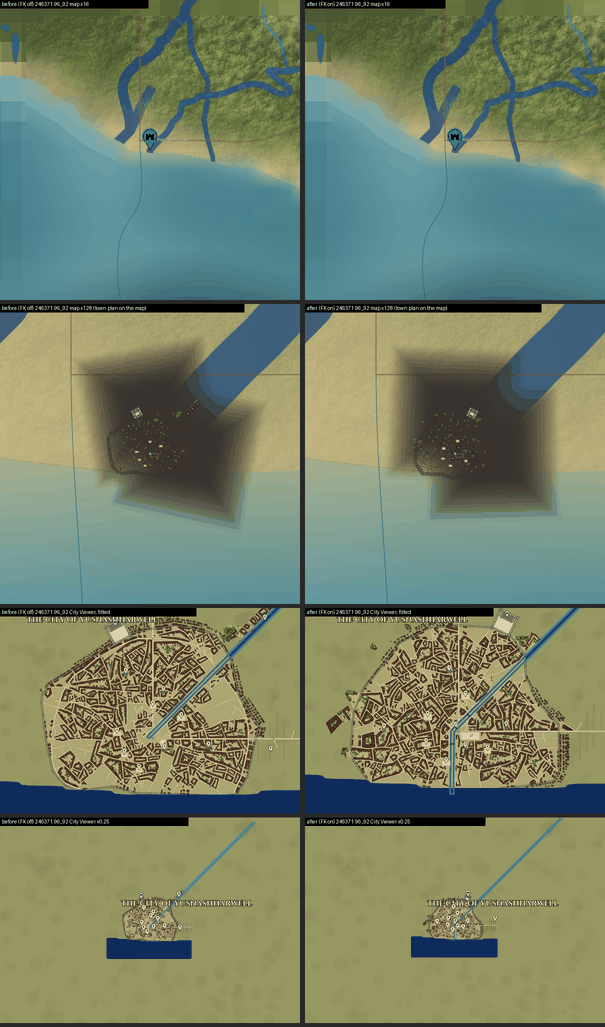 before (FK off) 246371 96_92 map x16
after (FK on) 246371 96_92 map x16
before (FK off) 246371 96_92 map x128 (town plan on the map)
after (FK on) 246371 96_92 map x128 (town plan on the map)
before (FK off) 246371 96_92 City Viewer, fitted
after (FK on) 246371 96_92 City Viewer, fitted
THE CITY OF YUSNASHHARWELL
THE CITY OF YUSNASHHARWELL
before (FK off) 246371 96_92 City Viewer x0.25
after (FK on) 246371 96_92 City Viewer x0.25
THE CITY OF YUSNASHHARWELL
THE CITY OF YUSNASHHARWELL